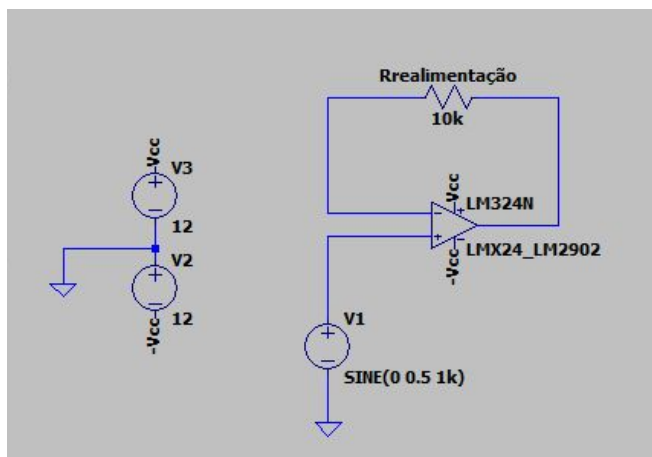 Rrealimentação
10k
Vcc
V3
12
V2
12
-Vcc
Vcc
LM324N
LMX24_LM2902
-Vcc
V1
SINE(0 0.5 1k)